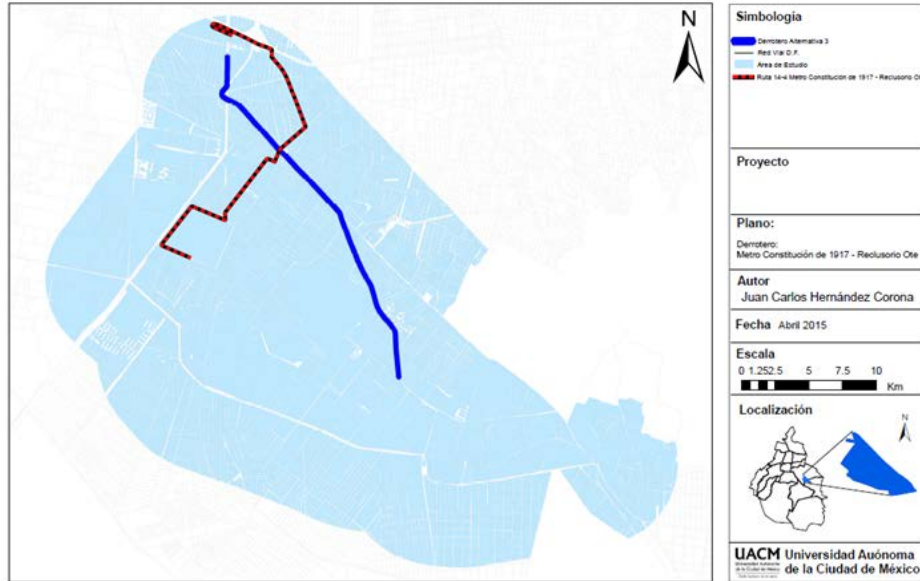 N
Simbología
Derrotero Alternativa 3
Red Vial D.F.
Area de Estudio
Ruta 14-4 Metro Constitución de 1917 - Reclusorio Ote
Proyecto
Plano:
Derrotero:
Metro Constitución de 1917 - Reclusorio Ote
Autor
Juan Carlos Hernández Corona
Fecha Abril 2015
Escala
0 1.252.5 5 7.5 10
Km
Localización
N
UACM Universidad Autónoma
de la Ciudad de México